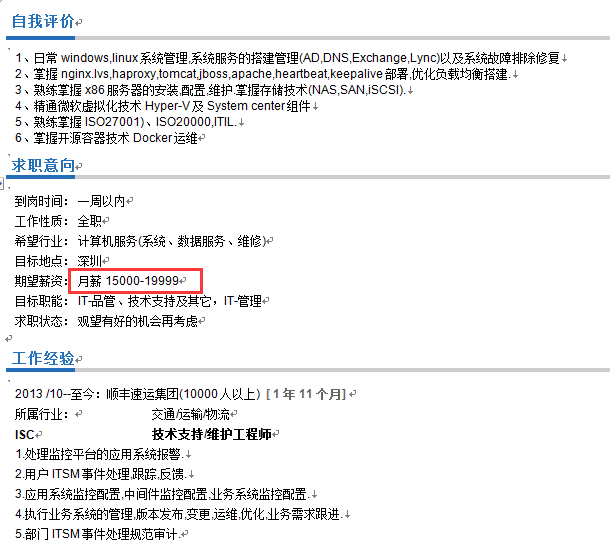 自我评价
1、日常 windows,linux 系统管理,系统服务的搭建管理(AD,DNS,Exchange,Lync)以及系统故障排除修复
2、掌握 nginx.lvs,haproxy,tomcat,jboss,apache,heartbeat,keepalive 部署,优化负载均衡搭建.
3、熟练掌握 x86 服务器的安装,配置,维护.掌握存储技术(NAS,SAN,iSCSI).
4、精通微软虚拟化技术 Hyper-V 及 System center 组件
5、熟练掌握 ISO27001)、ISO20000,ITIL.
6、掌握开源容器技术 Docker 运维
求职意向
到岗时间： 一周以内
工作性质： 全职
希望行业： 计算机服务(系统、数据服务、维修)
目标地点： 深圳
期望薪资： 月薪 15000-19999
目标职能： IT-品管、技术支持及其它，IT-管理
求职状态： 观望有好的机会再考虑
工作经验
2013 /10--至今：顺丰速运集团(10000 人以上) [ 1 年 11 个月]
所属行业： 交通/运输/物流
ISC 技术支持/维护工程师
1.处理监控平台的应用系统报警.
2.用户 ITSM 事件处理,跟踪,反馈.
3.应用系统监控配置,中间件监控配置,业务系统监控配置.
4.执行业务系统的管理,版本发布,变更,运维,优化,业务需求跟进.
5.部门 ITSM 事件处理规范审计.